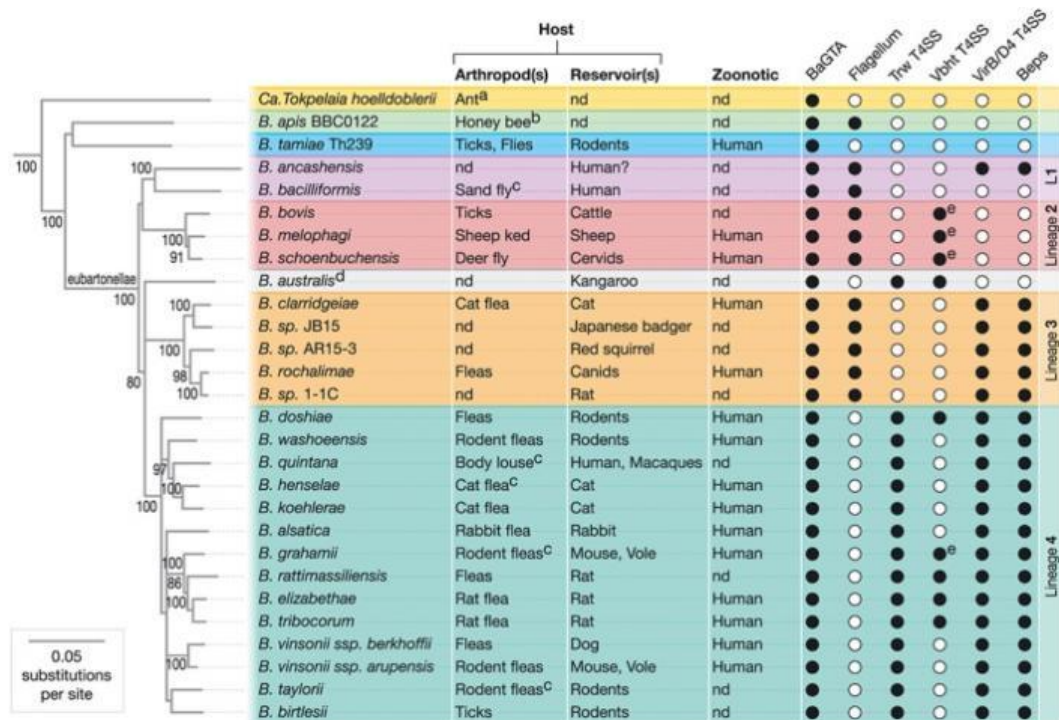 Host
Arthropod(s) Reservoir(s) Zoonotic BaGTA Flagellum Trw T4SS Vbht T4SS VirB/D4 T4SS Beps
Ca.Tokpelaia hoelldoblerii Ant a nd nd
B. apis BBC0122 Honey bee b nd nd
B. tamiae Th239 Ticks, Flies Rodents Human
B. ancashensis nd Human? nd
B. bacilliformis Sand fly c Human nd
L1
B. bovis Ticks Cattle nd e
B. melophagi Sheep ked Sheep Human e
B. schoenbuchensis Deer fly Cervids Human e
Lineage 2
B. australis d nd Kangaroo nd
B. clarridgeiae Cat flea Cat Human
B. sp. JB15 nd Japanese badger nd
B. sp. AR15-3 nd Red squirrel nd
B. rochalimae Fleas Canids Human
B. sp. 1-1C nd Rat nd
Lineage 3
B. doshiae Fleas Rodents Human
B. washoeensis Rodent fleas Rodents Human
B. quintana Body louse c Human, Macaques nd
B. henselae Cat flea c Cat Human
B. koehlerae Cat flea Cat Human
B. alsatica Rabbit flea Rabbit Human
B. grahamii Rodent fleas c Mouse, Vole Human e
B. rattimassiliensis Fleas Rat nd
B. elizabethae Rat flea Rat Human
B. tribocorum Rat flea Rat Human
B. vinsonii ssp. berkhoffii Fleas Dog Human
B. vinsonii ssp. arupensis Rodent fleas Mouse, Vole Human
B. taylorii Rodent fleas c Rodents nd
B. birtlesii Ticks Rodents nd
Lineage 4
100
100
100
100
91
eubartonellae
100
100
100
98
100
80
97
100
100
100
86
100
100
0.05
substitutions
per site